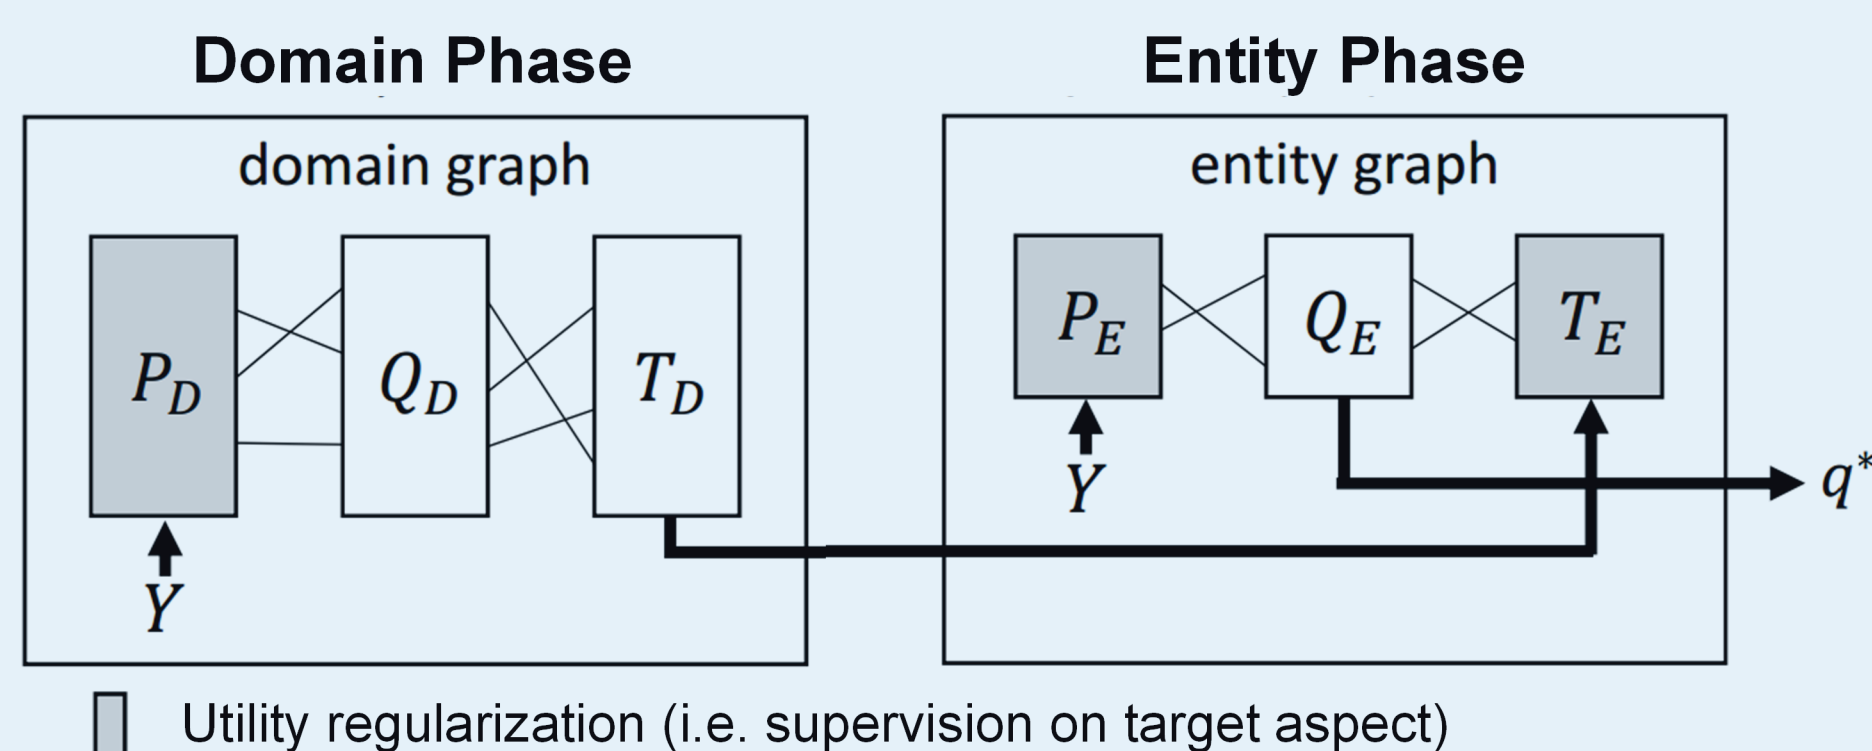 Domain Phase
Entity Phase
domain graph
P_D
Q_D
T_D
Y
entity graph
P_E
Q_E
T_E
Y
q*
Utility regularization (i.e. supervision on target aspect)